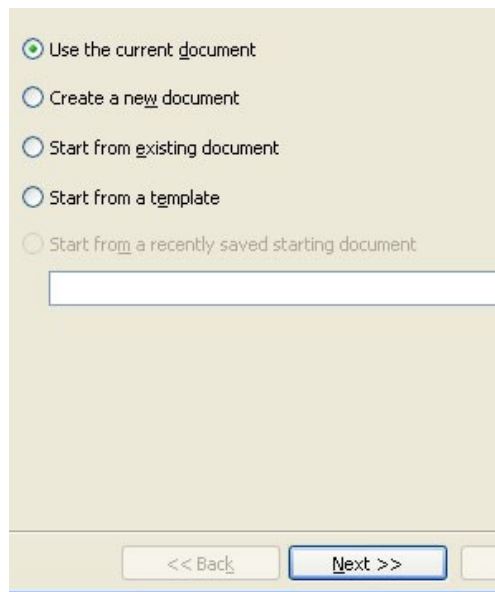 Use the current document
Create a new document
Start from existing document
Start from a template
Start from a recently saved starting document
<< Back
Next >>